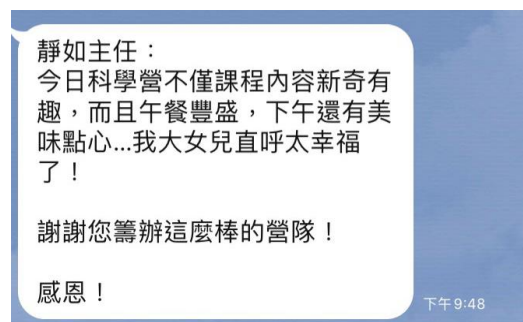 靜如主任：
今日科學營不僅課程內容新奇有
趣，而且午餐豐盛，下午還有美
味點心...我大女兒直呼太幸福
了！
謝謝您籌辦這麼棒的營隊！
感恩！
下午9:48